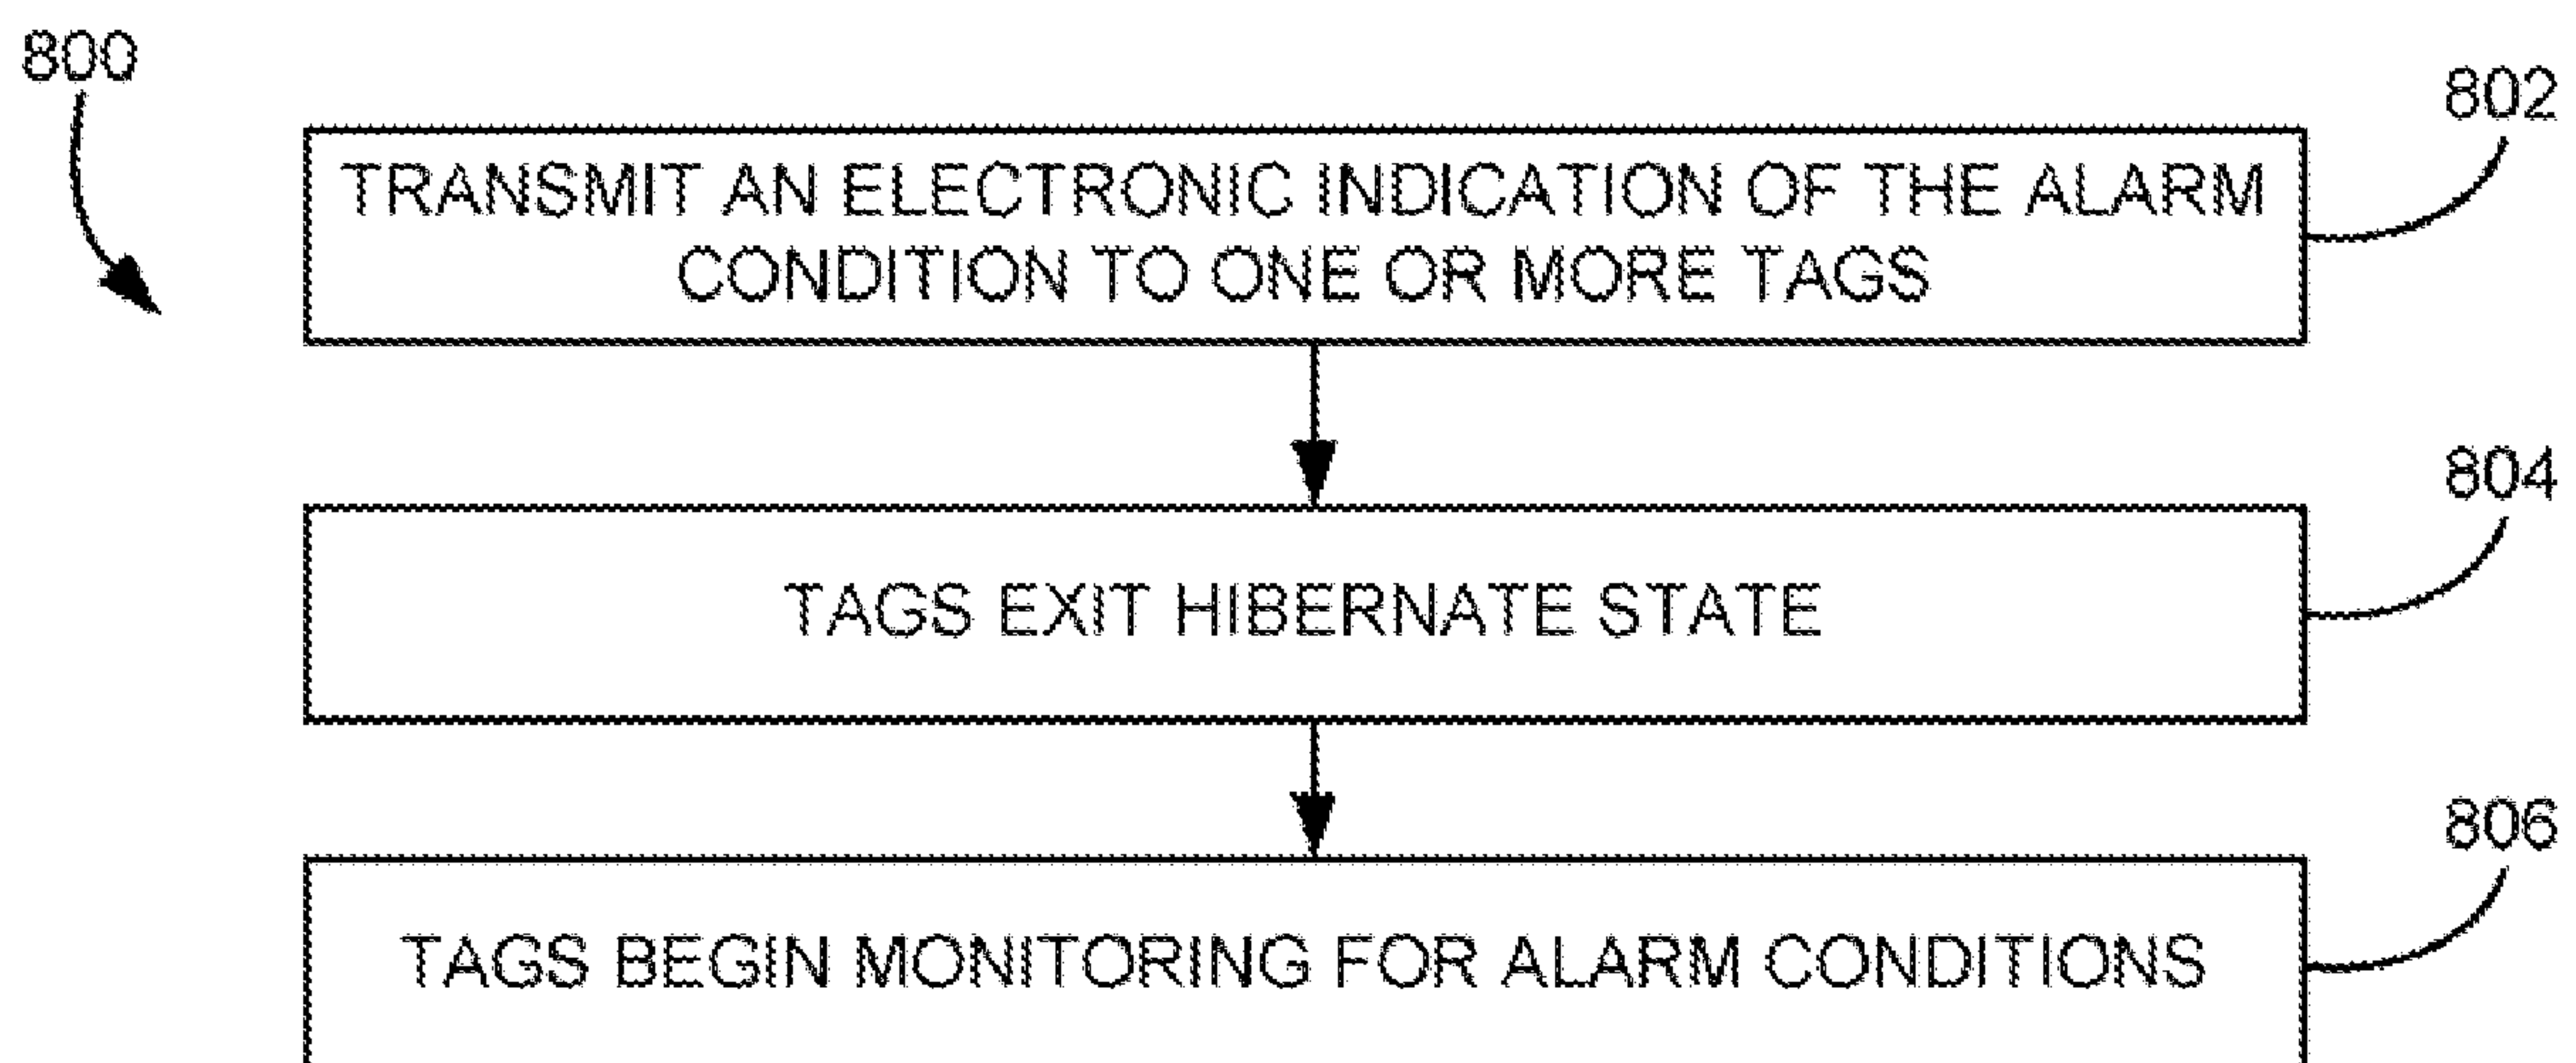 800
802
TRANSMIT AN ELECTRONIC INDICATION OF THE ALARM
CONDITION TO ONE OR MORE TAGS
804
TAGS EXIT HIBERNATE STATE
806
TAGS BEGIN MONITORING FOR ALARM CONDITIONS